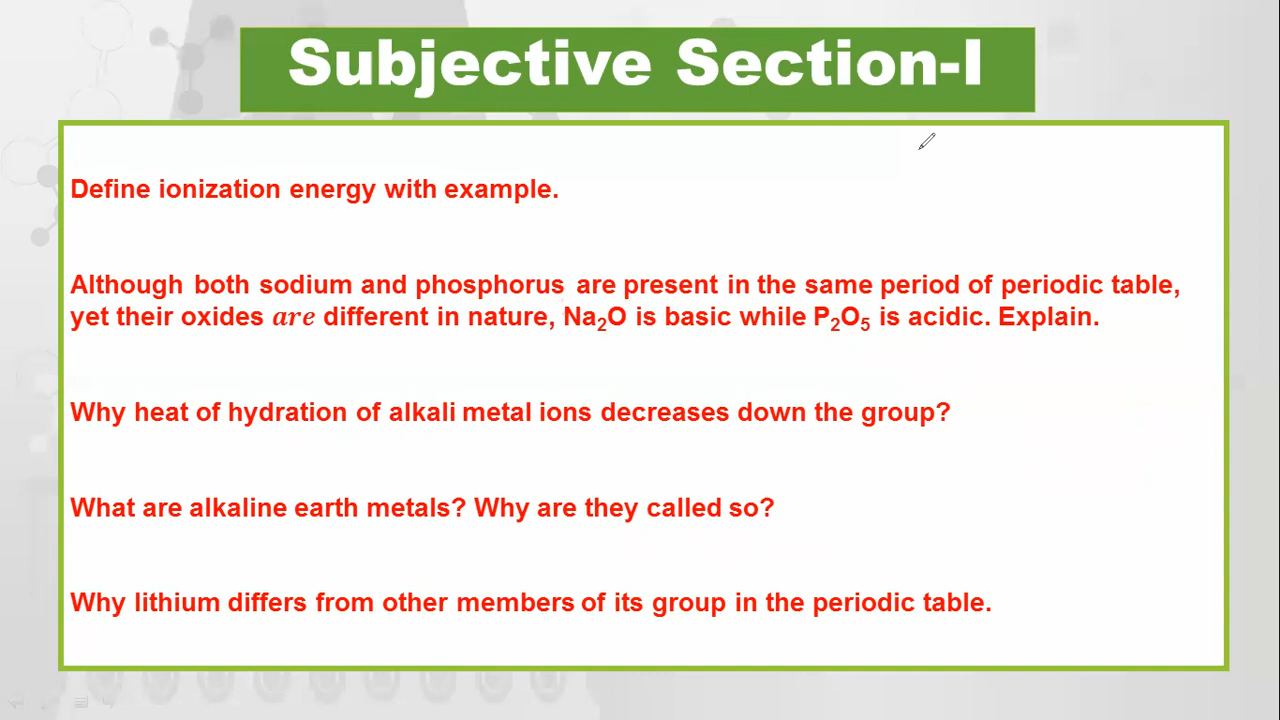 Subjective Section-I
Define ionization energy with example.
Although both sodium and phosphorus are present in the same period of periodic table,
yet their oxides are different in nature, Na₂O is basic while P₂O₅ is acidic. Explain.
Why heat of hydration of alkali metal ions decreases down the group?
What are alkaline earth metals? Why are they called so?
Why lithium differs from other members of its group in the periodic table.